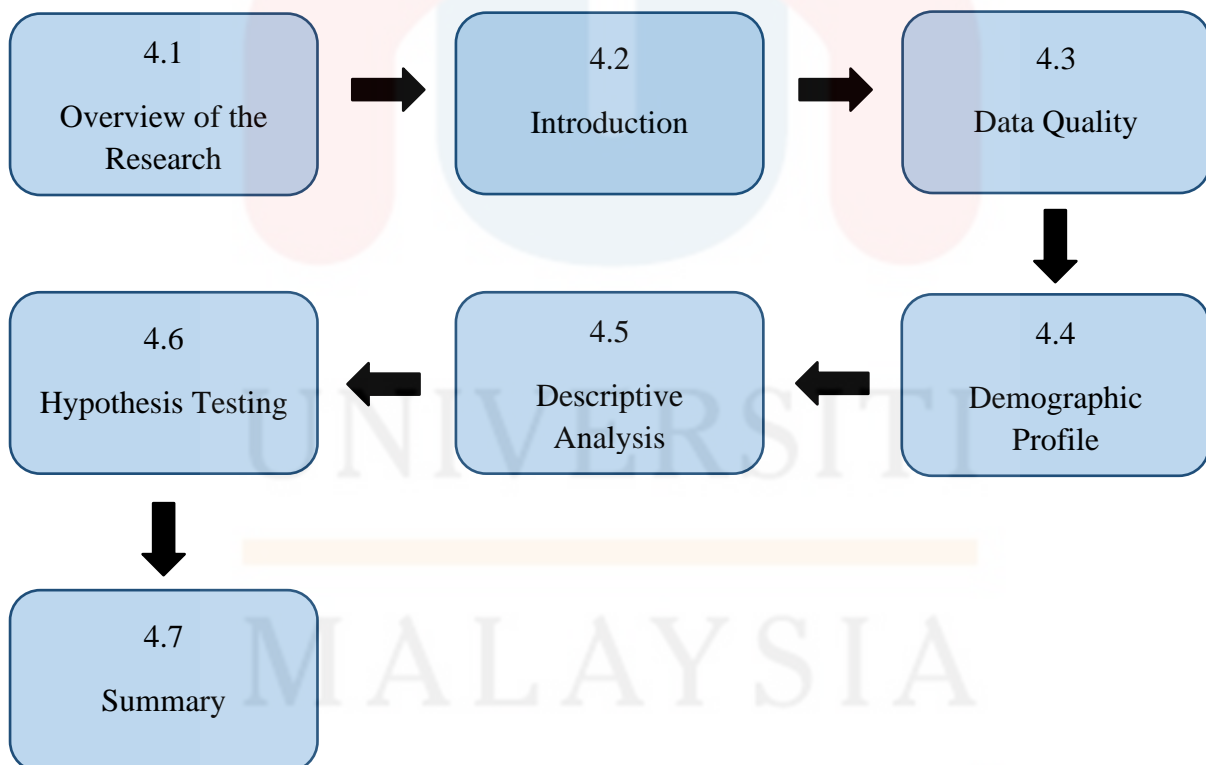 4.1
Overview of the
Research
4.2
Introduction
4.3
Data Quality
4.4
Demographic
Profile
4.5
Descriptive
Analysis
4.6
Hypothesis Testing
4.7
Summary
UNIVERSITI
MALAYSIA